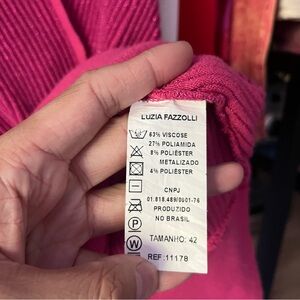 LUZIA FAZZOLLI
63% VISCOSE
27% POLIAMIDA
8% POLIÉSTER
METALIZADO
4% POLIÉSTER
CNPJ
01.818.489/0001-76
PRODUZIDO
NO BRASIL
TAMANHO: 42
REF.:11178
P
W